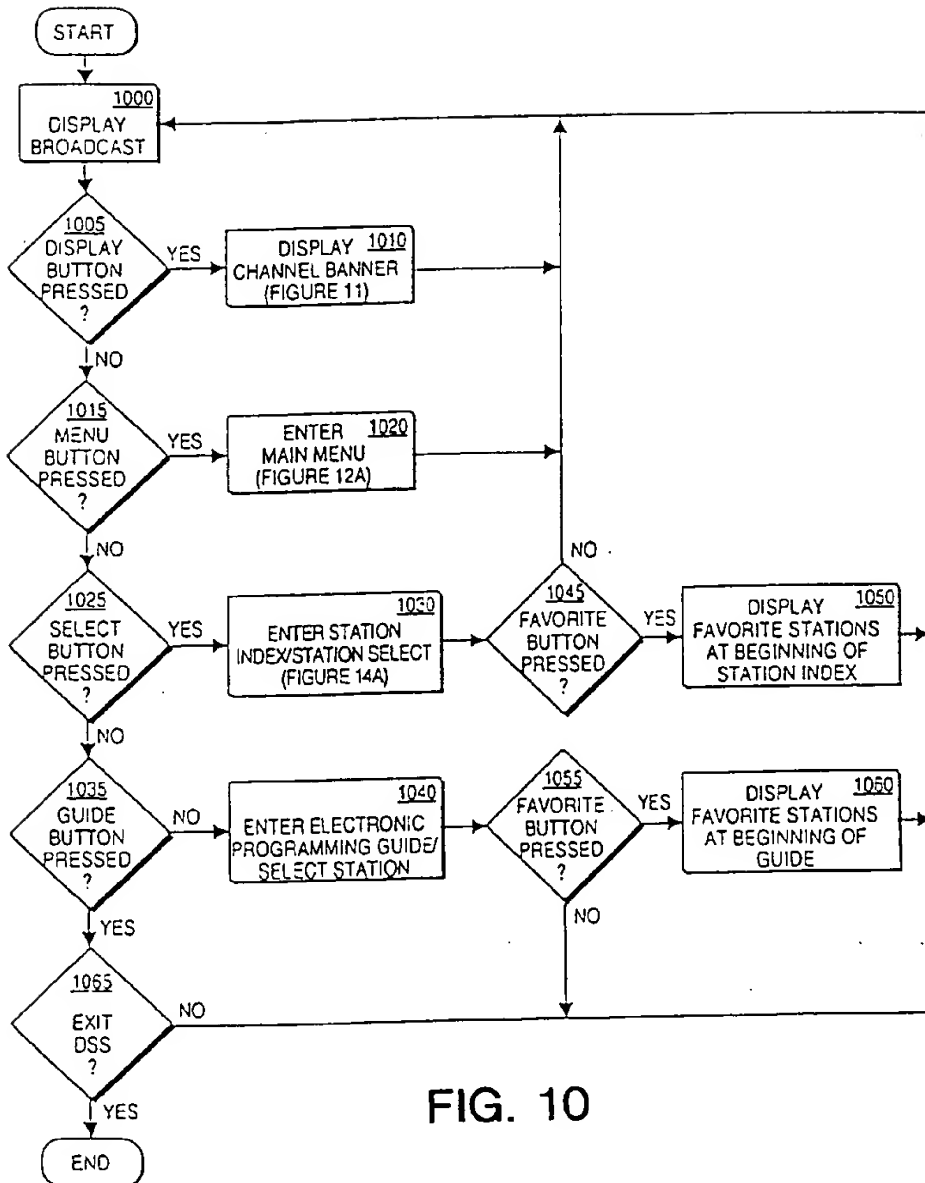 START
1000
DISPLAY
BROADCAST
1005
DISPLAY
BUTTON
PRESSED
?
YES
DISPLAY 1010
CHANNEL BANNER
(FIGURE 11)
NO
1015
MENU
BUTTON
PRESSED
?
YES
ENTER 1020
MAIN MENU
(FIGURE 12A)
NO
1025
SELECT
BUTTON
PRESSED
?
YES
1030
ENTER STATION
INDEX/STATION SELECT
(FIGURE 14A)
NO
1045
FAVORITE
BUTTON
PRESSED
?
YES
DISPLAY 1050
FAVORITE STATIONS
AT BEGINNING OF
STATION INDEX
NO
1035
GUIDE
BUTTON
PRESSED
?
NO
1040
ENTER ELECTRONIC
PROGRAMMING GUIDE/
SELECT STATION
1055
FAVORITE
BUTTON
PRESSED
?
YES
DISPLAY 1060
FAVORITE STATIONS
AT BEGINNING OF
GUIDE
NO
YES
1065
EXIT
DSS
?
NO
YES
END
FIG. 10